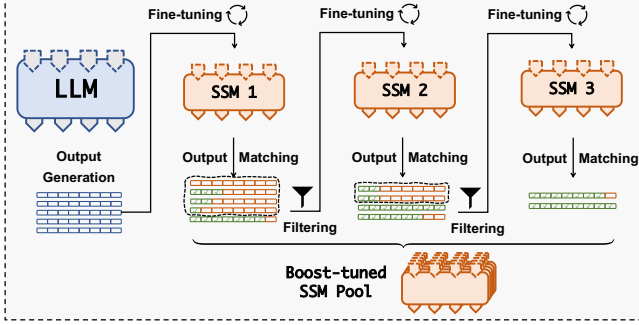 Fine-tuning
Fine-tuning
Fine-tuning
LLM
SSM 1
SSM 2
SSM 3
Output
Generation
Output Matching
Output Matching
Output Matching
Filtering
Filtering
Boost-tuned
SSM Pool